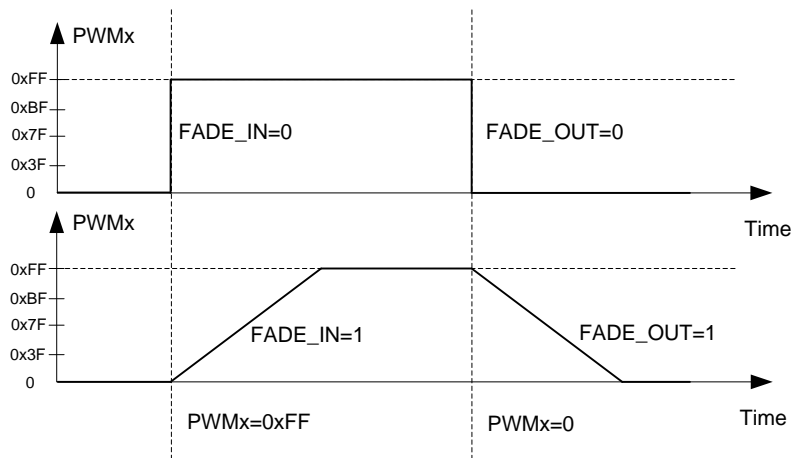 PWMx
0xFF
0xBF
0x7F
0x3F
0
FADE_IN=0
FADE_OUT=0
Time
PWMx
0xFF
0xBF
0x7F
0x3F
0
FADE_IN=1
FADE_OUT=1
Time
PWMx=0xFF
PWMx=0